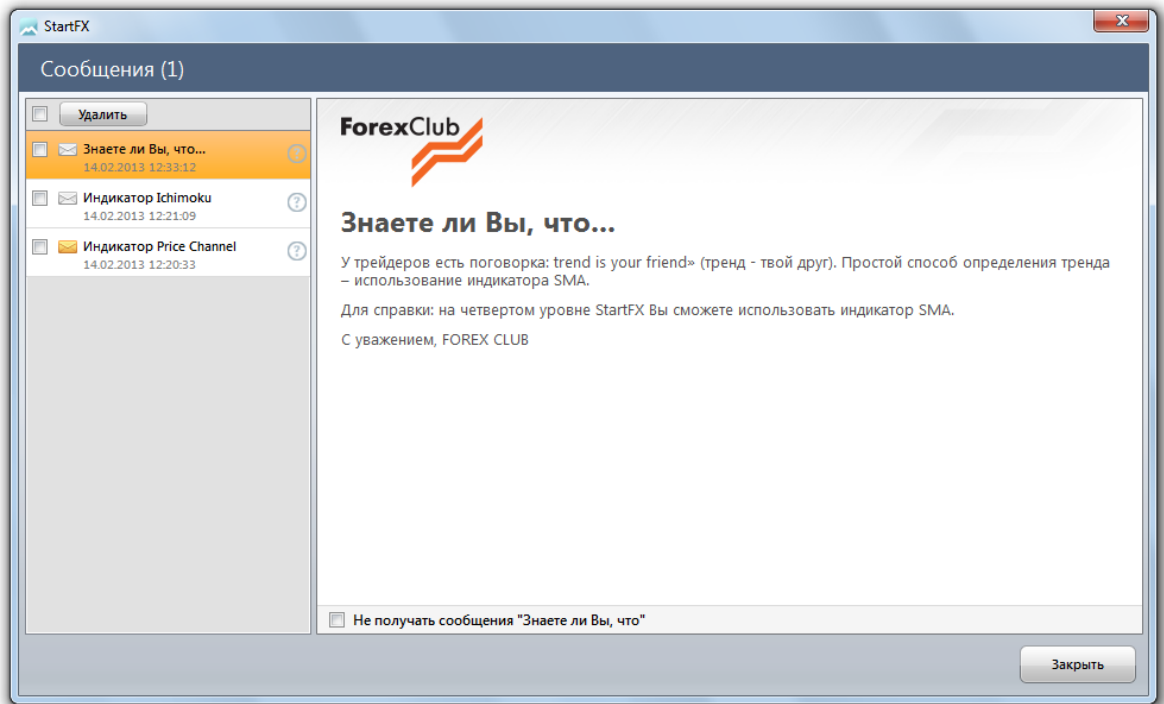 StartFX
Сообщения (1)
Удалить
Знаете ли Вы, что...
14.02.2013 12:33:12
Индикатор Ichimoku
14.02.2013 12:21:09
Индикатор Price Channel
14.02.2013 12:20:33
ForexClub
Знаете ли Вы, что...
У трейдеров есть поговорка: trend is your friend» (тренд - твой друг). Простой способ определения тренда
– использование индикатора SMA.
Для справки: на четвертом уровне StartFX Вы сможете использовать индикатор SMA.
С уважением, FOREX CLUB
Не получать сообщения "Знаете ли Вы, что"
Закрыть